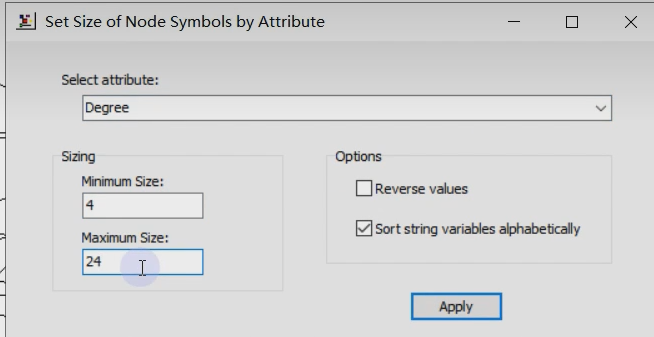 Set Size of Node Symbols by Attribute
Select attribute:
Degree
Sizing
Minimum Size:
4
Maximum Size:
24
Options
Reverse values
Sort string variables alphabetically
Apply